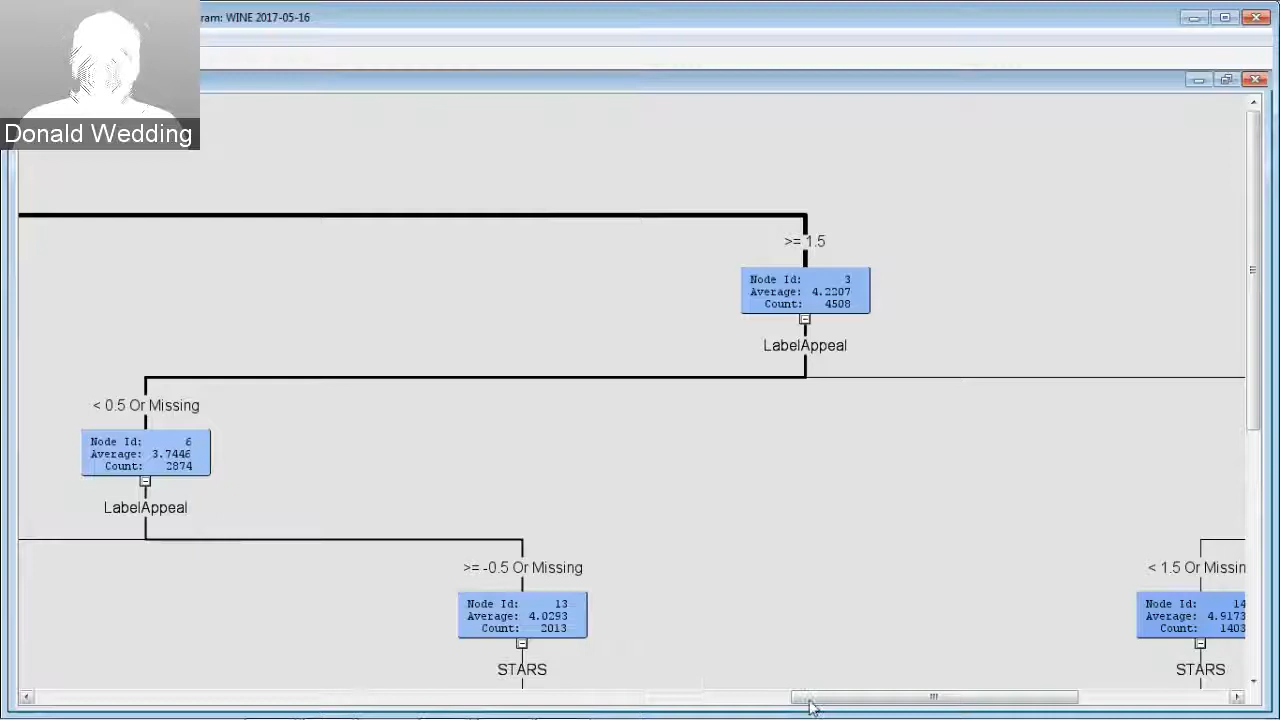 ram: WINE 2017-05-16
Donald Wedding
>= 1.5
Node Id: 3
Average: 4.2207
Count: 4508
LabelAppeal
< 0.5 Or Missing
Node Id: 6
Average: 3.7446
Count: 2874
LabelAppeal
>= -0.5 Or Missing
Node Id: 13
Average: 4.0293
Count: 2013
STARS
< 1.5 Or Missin
Node Id: 14
Average: 4.9173
Count: 1403
STARS